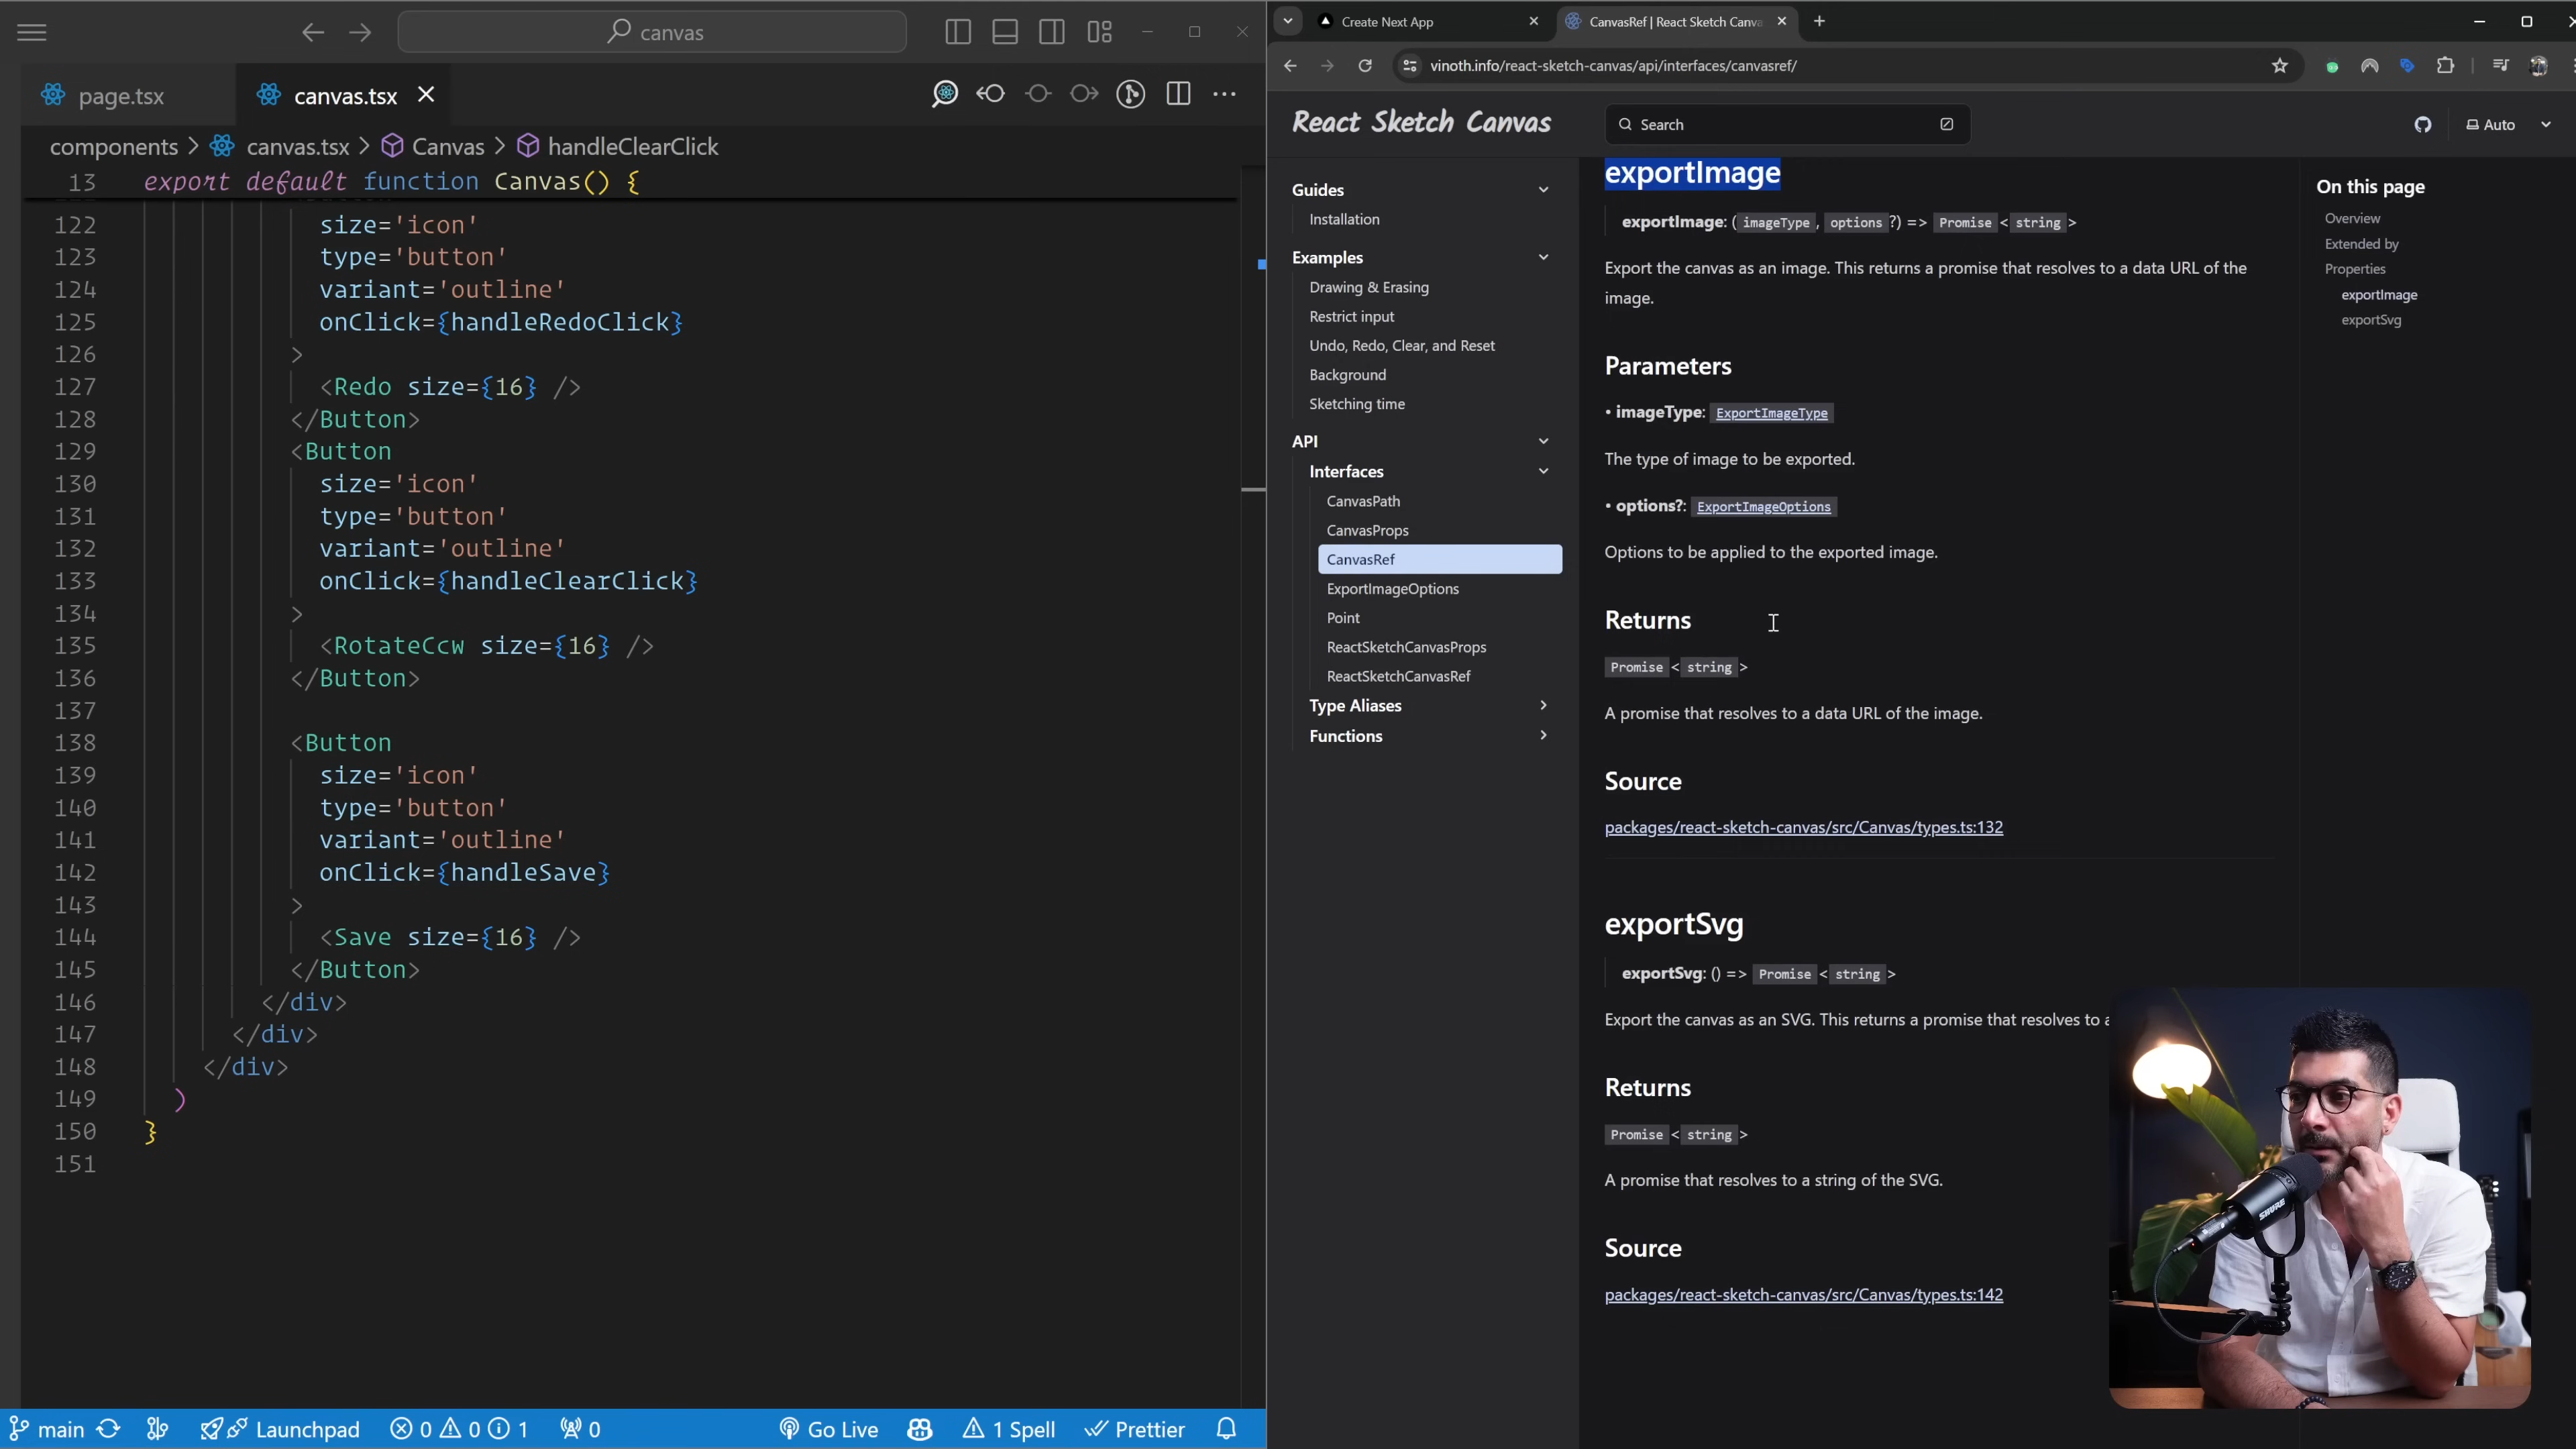 canvas
page.tsx
canvas.tsx
components > canvas.tsx > Canvas > handleClearClick
13 export default function Canvas() {
122 size='icon'
123 type='button'
124 variant='outline'
125 onClick={handleRedoClick}
126 >
127 <Redo size={16} />
128 </Button>
129 <Button
130 size='icon'
131 type='button'
132 variant='outline'
133 onClick={handleClearClick}
134 >
135 <RotateCcw size={16} />
136 </Button>
137
138 <Button
139 size='icon'
140 type='button'
141 variant='outline'
142 onClick={handleSave}
143 >
144 <Save size={16} />
145 </Button>
146 </div>
147 </div>
148 </div>
149 )
150 }
151
main Launchpad 0 0 1 0 Go Live 1 Spell Prettier
Create Next App
CanvasRef | React Sketch Canva
vinoth.info/react-sketch-canvas/api/interfaces/canvasref/
React Sketch Canvas
Search
Auto
Guides
Installation
Examples
Drawing & Erasing
Restrict input
Undo, Redo, Clear, and Reset
Background
Sketching time
API
Interfaces
CanvasPath
CanvasProps
CanvasRef
ExportImageOptions
Point
ReactSketchCanvasProps
ReactSketchCanvasRef
Type Aliases
Functions
exportImage
exportImage: ( imageType , options ?) => Promise < string >
Export the canvas as an image. This returns a promise that resolves to a data URL of the
image.
Parameters
• imageType: ExportImageType
The type of image to be exported.
• options?: ExportImageOptions
Options to be applied to the exported image.
Returns
Promise < string >
A promise that resolves to a data URL of the image.
Source
packages/react-sketch-canvas/src/Canvas/types.ts:132
exportSvg
exportSvg: () => Promise < string >
Export the canvas as an SVG. This returns a promise that resolves to
Returns
Promise < string >
A promise that resolves to a string of the SVG.
Source
packages/react-sketch-canvas/src/Canvas/types.ts:142
On this page
Overview
Extended by
Properties
exportImage
exportSvg
SHURE